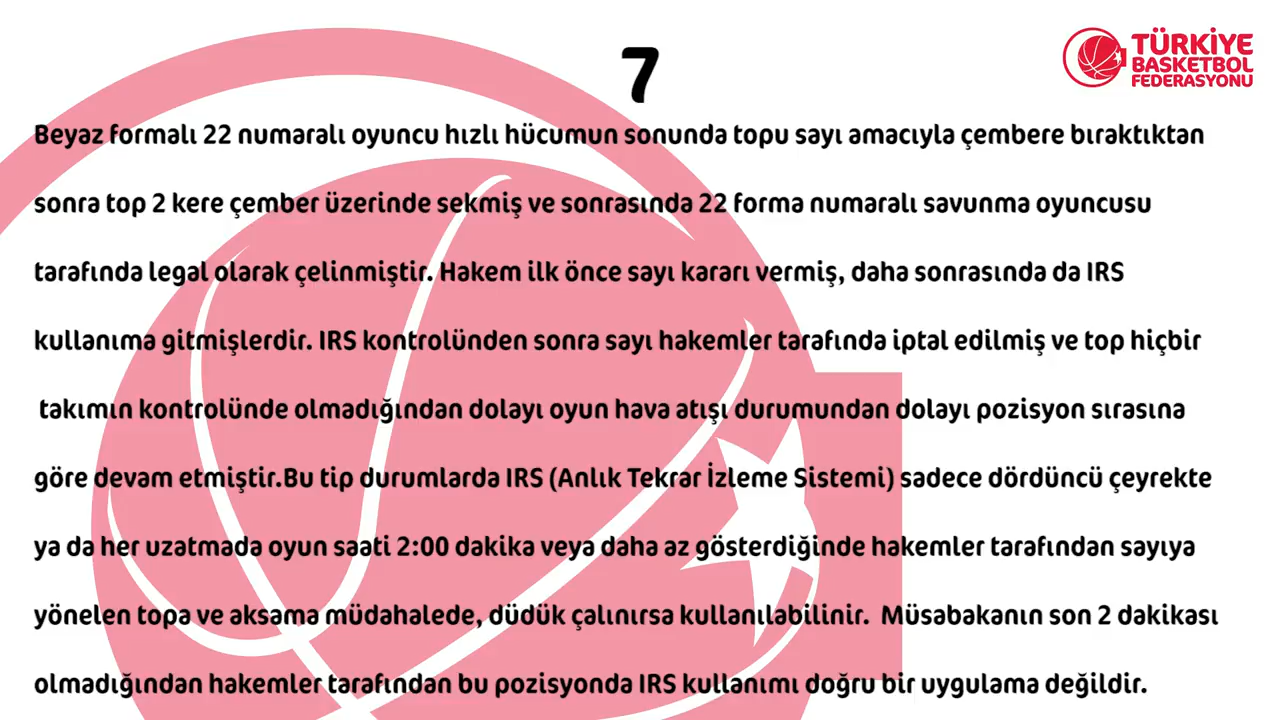 7
TÜRKİYE
BASKETBOL
FEDERASYONU
Beyaz formalı 22 numaralı oyuncu hızlı hücumun sonunda topu sayı amacıyla çembere bıraktıktan
sonra top 2 kere çember üzerinde sekmiş ve sonrasında 22 forma numaralı savunma oyuncusu
tarafında legal olarak çelinmiştir. Hakem ilk önce sayı kararı vermiş, daha sonrasında da IRS
kullanıma gitmişlerdir. IRS kontrolünden sonra sayı hakemler tarafında iptal edilmiş ve top hiçbir
takımın kontrolünde olmadığından dolayı oyun hava atışı durumundan dolayı pozisyon sırasına
göre devam etmiştir.Bu tip durumlarda IRS (Anlık Tekrar İzleme Sistemi) sadece dördüncü çeyrekte
ya da her uzatmada oyun saati 2:00 dakika veya daha az gösterdiğinde hakemler tarafından sayıya
yönelen topa ve aksama müdahalede, düdük çalınırsa kullanılabilinir. Müsabakanın son 2 dakikası
olmadığından hakemler tarafından bu pozisyonda IRS kullanımı doğru bir uygulama değildir.